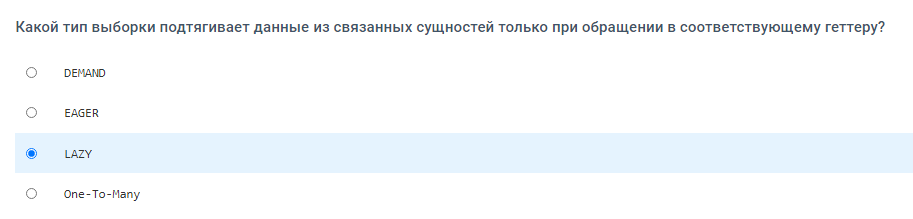 Какой тип выборки подтягивает данные из связанных сущностей только при обращении в соответствующему геттеру?
DEMAND
EAGER
LAZY
One-To-Many